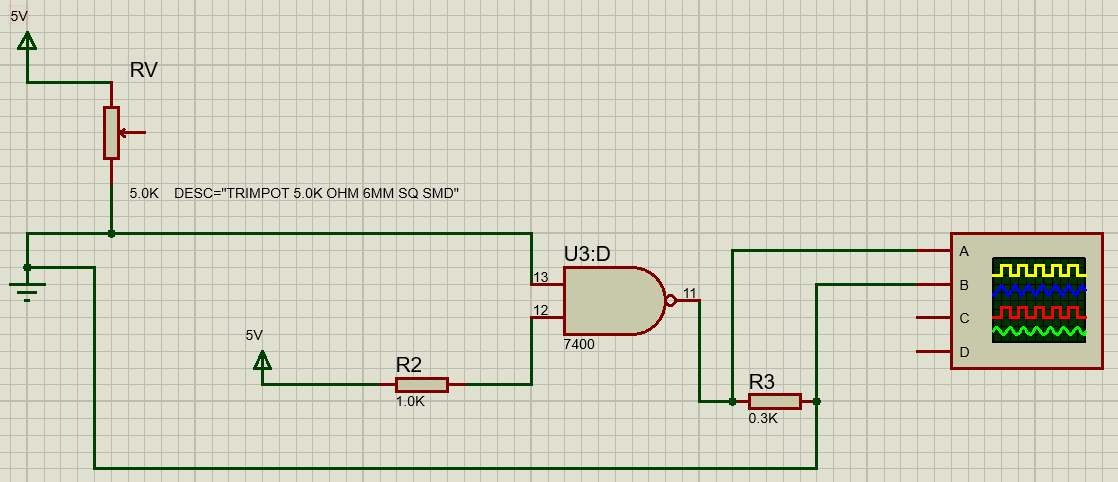 5V
RV
5.0K DESC="TRIMPOT 5.0K OHM 6MM SQ SMD"
U3:D
13
12
11
7400
A
B
C
D
5V
R2
1.0K
R3
0.3K